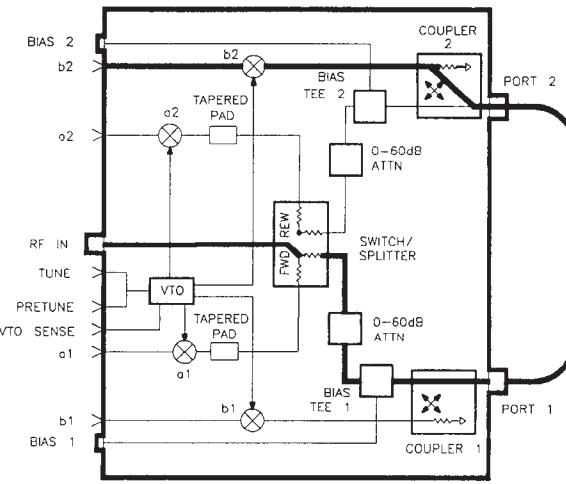 COUPLER
2
BIAS 2
b2
b2
BIAS
TEE 2
PORT 2
TAPERED
PAD
a2
a2
0-60dB
ATTN
REW
FWD
RF IN
SWITCH/
SPLITTER
TUNE
VTO
PRETUNE
VTO SENSE
TAPERED
PAD
0-60dB
ATTN
a1
a1
BIAS
TEE 1
b1
b1
PORT 1
BIAS 1
COUPLER 1